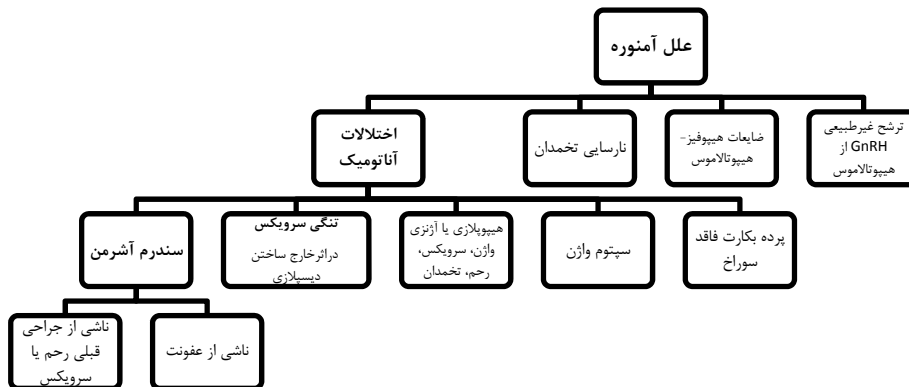 علل آمنوره
ترشح غیرطبیعی
GnRH از
هیپوتالاموس
ضایعات هیپوفیز-
هیپوتالاموس
نارسایی تخمدان
اختلالات
آناتومیک
پرده بکارت فاقد
سوراخ
سپتوم واژن
هیپوپلازی یا آژنزی
واژن، سرویکس،
رحم، تخمدان
تنگی سرویکس
دراثرخارج ساختن
دیسپلازی
سندرم آشرمن
ناشی از عفونت
ناشی از جراحی
قبلی رحم یا
سرویکس